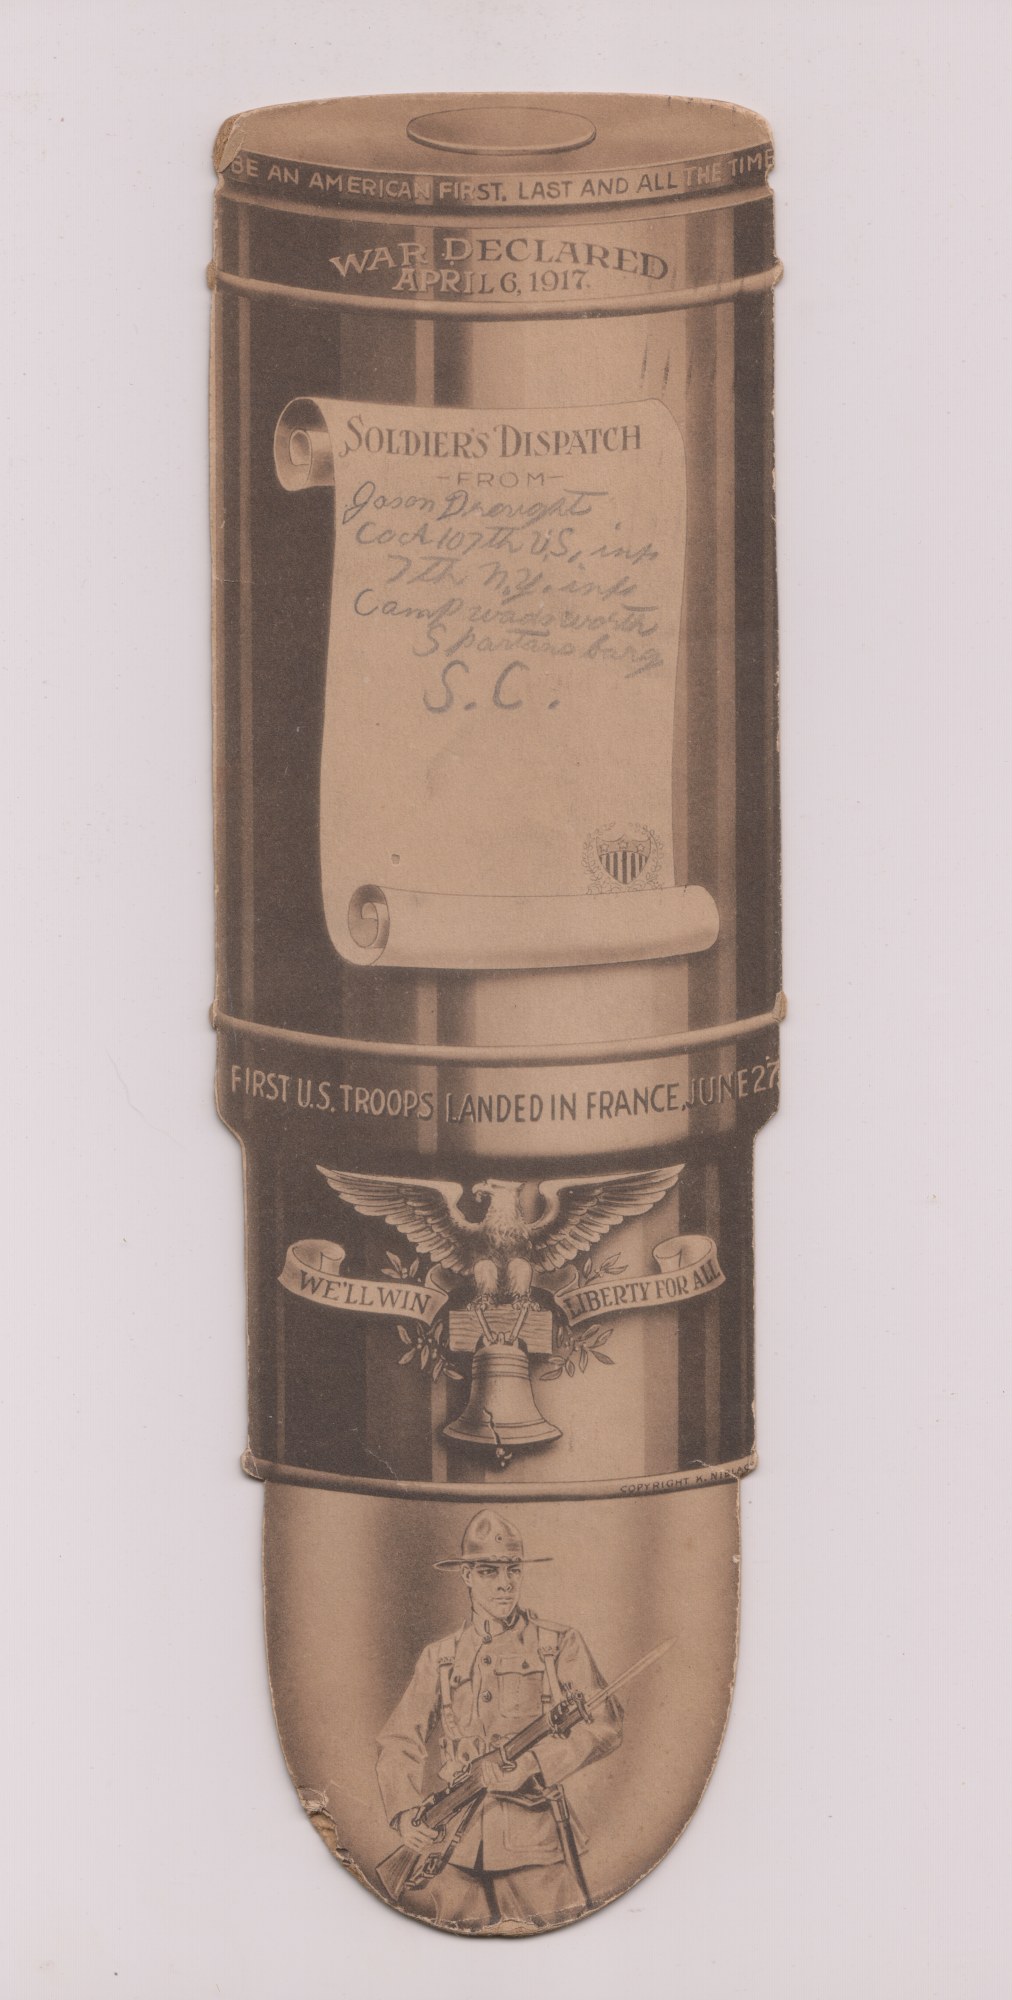 BE AN AMERICAN FIRST, LAST AND ALL THE TIME
WAR DECLARED
APRIL 6, 1917.
SOLDIER'S DISPATCH
-FROM-
Jason Drought
Co A 107th U.S. inf
7th N.Y. inf
Camp wadsworth
Spartansburg
S.C.
FIRST U.S. TROOPS LANDED IN FRANCE, JUNE 27
WE'LL WIN
LIBERTY FOR ALL
COPYRIGHT K.